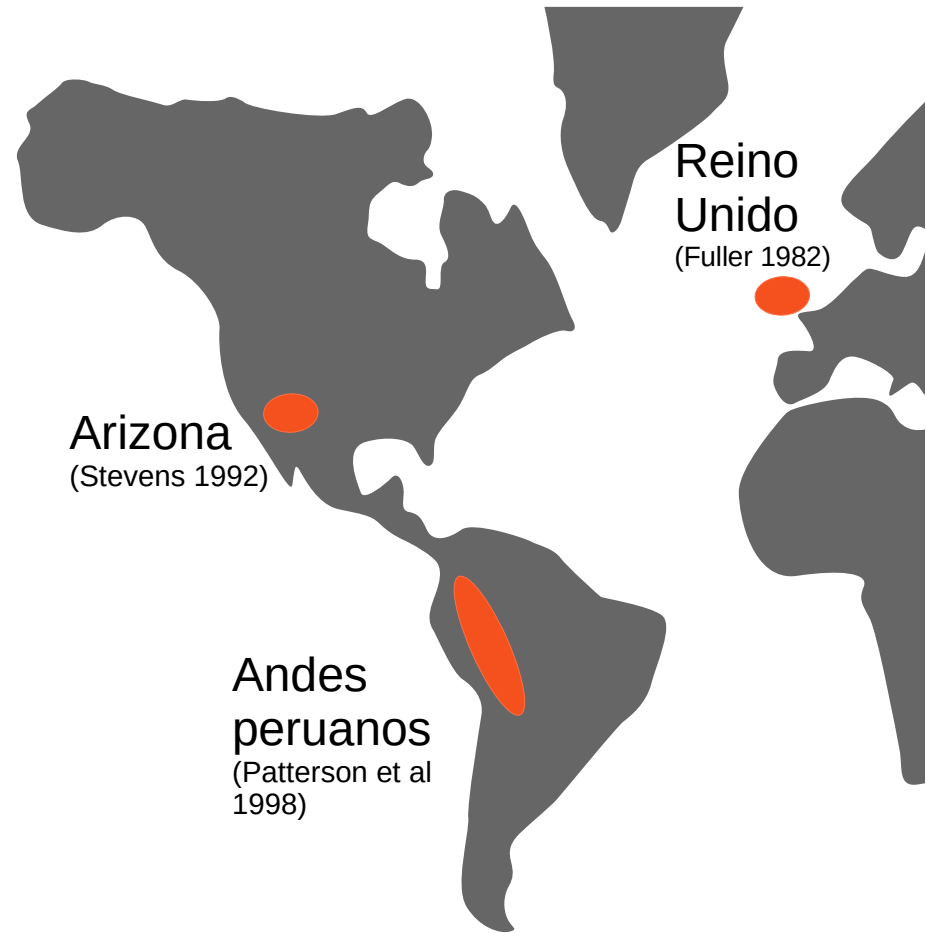 Reino
Unido
(Fuller 1982)
Arizona
(Stevens 1992)
Andes
peruanos
(Patterson et al
1998)